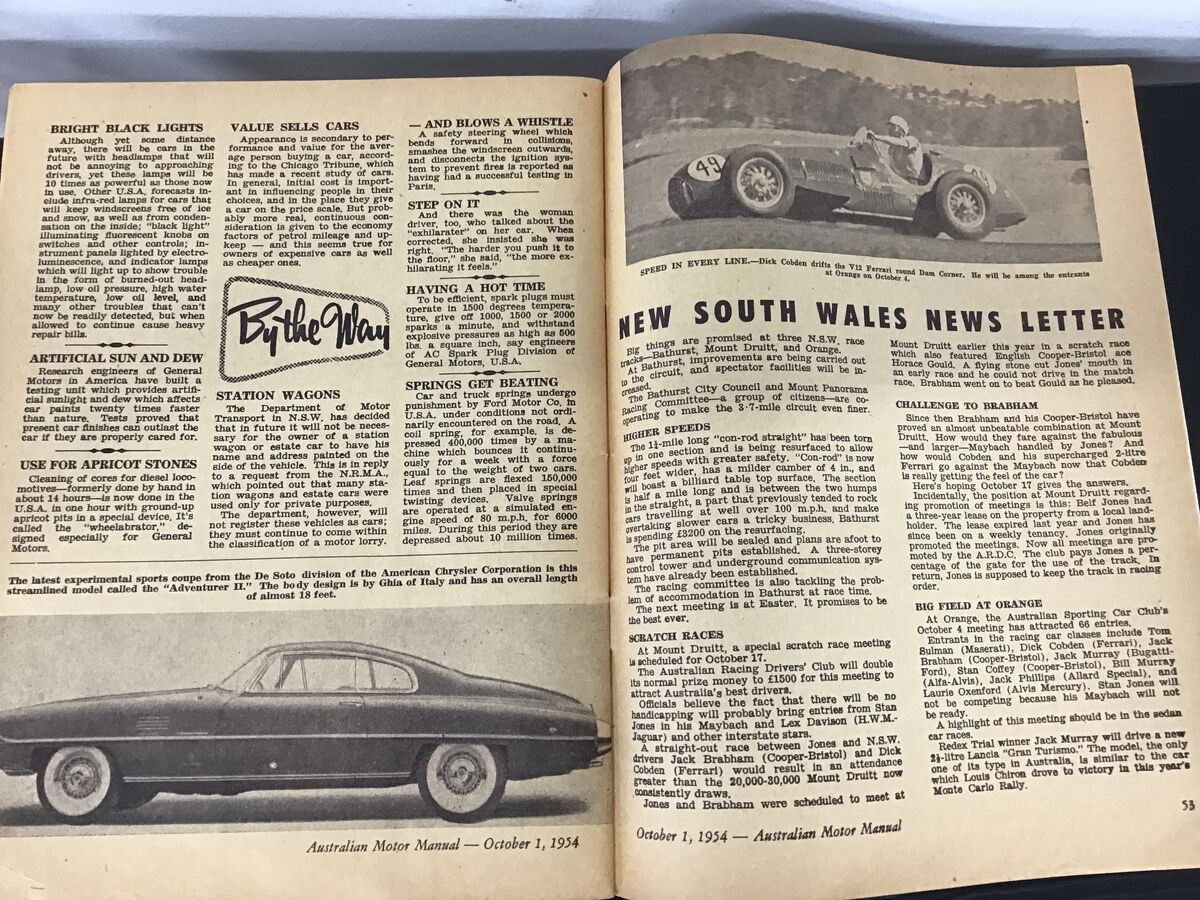 BRIGHT BLACK LIGHTS
Although yet some distance
away, there will be cars in the
future with headlamps that will
not be annoying to approaching
drivers, yet these lamps will be
10 times as powerful as those now
in use. Other U.S.A. forecasts in-
clude infra-red lamps for cars that
will keep windscreens free of ice
and snow, as well as from conden-
sation on the inside; "black light"
illuminating fluorescent knobs on
switches and other controls; in-
strument panels lighted by electro-
luminescence, and indicator lamps
which will light up to show trouble
in the form of burned-out head-
lamp, low oil pressure, high water
temperature, low oil level, and
many other troubles that can't
now be readily detected, but when
allowed to continue cause heavy
repair bills.
ARTIFICIAL SUN AND DEW
Research engineers of General
Motors in America have built a
testing unit which provides artifi-
cial sunlight and dew which affects
car paints twenty times faster
than nature. Tests proved that
present car finishes can outlast the
car if they are properly cared for.
USE FOR APRICOT STONES
Cleaning of cores for diesel loco-
motives—formerly done by hand in
about 14 hours—is now done in the
U.S.A. in one hour with ground-up
apricot pits in a special device. It's
called the "wheelabrator," de-
signed especially for General
Motors.
VALUE SELLS CARS
Appearance is secondary to per-
formance and value for the aver-
age person buying a car, accord-
ing to the Chicago Tribune, which
has made a recent study of cars.
In general, initial cost is import-
ant in influencing people in their
choices, and in the place they give
a car on the price scale. But prob-
ably more real, continuous con-
sideration is given to the economy
factors of petrol mileage and up-
keep — and this seems true for
owners of expensive cars as well
as cheaper ones.
By the Way
STATION WAGONS
The Department of Motor
Transport in N.S.W. has decided
that in future it will not be neces-
sary for the owner of a station
wagon or estate car to have his
name and address painted on the
side of the vehicle. This is in reply
to a request from the N.R.M.A.,
which pointed out that many sta-
tion wagons and estate cars were
used only for private purposes.
The department, however, will
not register these vehicles as cars;
they must continue to come within
the classification of a motor lorry.
— AND BLOWS A WHISTLE
A safety steering wheel which
bends forward in collisions,
smashes the windscreen outwards,
and disconnects the ignition sys-
tem to prevent fires is reported as
having had a successful testing in
Paris.
STEP ON IT
And there was the woman
driver, too, who talked about the
"exhilarater" on her car. When
corrected, she insisted she was
right. "The harder you push it to
the floor," she said, "the more ex-
hilarating it feels."
HAVING A HOT TIME
To be efficient, spark plugs must
operate in 1500 degrees tempera-
ture, give off 1000, 1500 or 2000
sparks a minute, and withstand
explosive pressures as high as 500
lbs. a square inch, say engineers
of AC Spark Plug Division of
General Motors, U.S.A.
SPRINGS GET BEATING
Car and truck springs undergo
punishment by Ford Motor Co, in
U.S.A. under conditions not ordi-
narily encountered on the road. A
coil spring, for example, is de-
pressed 400,000 times by a ma-
chine which bounces it continu-
ously for a week with a force
equal to the weight of two cars.
Leaf springs are flexed 150,000
times and then placed in special
twisting devices. Valve springs
are operated at a simulated en-
gine speed of 80 m.p.h. for 6000
miles. During this period they are
depressed about 10 million times.
The latest experimental sports coupe from the De Soto division of the American Chrysler Corporation is this
streamlined model called the "Adventurer II." The body design is by Ghia of Italy and has an overall length
of almost 18 feet.
Australian Motor Manual — October 1, 1954
49
SPEED IN EVERY LINE.—Dick Cobden drifts the V12 Ferrari round Dam Corner. He will be among the entrants
at Orange on October 4.
NEW SOUTH WALES NEWS LETTER
Big things are promised at three N.S.W. race
tracks—Bathurst, Mount Druitt, and Orange.
At Bathurst, improvements are being carried out
to the circuit, and spectator facilities will be in-
creased.
The Bathurst City Council and Mount Panorama
Racing Committee—a group of citizens—are co-
operating to make the 3·7-mile circuit even finer.
HIGHER SPEEDS
The 1¼-mile long "con-rod straight" has been torn
up in one section and is being resurfaced to allow
higher speeds with greater safety. "Con-rod" is now
four feet wider, has a milder camber of 4 in., and
will boast a billiard table top surface. The section
is half a mile long and is between the two humps
in the straight, a part that previously tended to rock
cars travelling at well over 100 m.p.h, and make
overtaking slower cars a tricky business. Bathurst
is spending £3200 on the resurfacing.
The pit area will be sealed and plans are afoot to
have permanent pits established. A three-storey
control tower and underground communication sys-
tem have already been established.
The racing committee is also tackling the prob-
lem of accommodation in Bathurst at race time.
The next meeting is at Easter. It promises to be
the best ever.
SCRATCH RACES
At Mount Druitt, a special scratch race meeting
is scheduled for October 17.
The Australian Racing Drivers' Club will double
its normal prize money to £1500 for this meeting to
attract Australia's best drivers.
Officials believe the fact that there will be no
handicapping will probably bring entries from Stan
Jones in his Maybach and Lex Davison (H.W.M.-
Jaguar) and other interstate stars.
A straight-out race between Jones and N.S.W.
drivers Jack Brabham (Cooper-Bristol) and Dick
Cobden (Ferrari) would result in an attendance
greater than the 20,000-30,000 Mount Druitt now
consistently draws.
Jones and Brabham were scheduled to meet at
Mount Druitt earlier this year in a scratch race
which also featured English Cooper-Bristol ace
Horace Gould. A flying stone cut Jones' mouth in
an early race and he could not drive in the match
race. Brabham went on to beat Gould as he pleased.
CHALLENGE TO BRABHAM
Since then Brabham and his Cooper-Bristol have
proved an almost unbeatable combination at Mount
Druitt. How would they fare against the fabulous
—and larger—Maybach handled by Jones? And
how would Cobden and his supercharged 2-litre
Ferrari go against the Maybach now that Cobden
is really getting the feel of the car?
Here's hoping October 17 gives the answers.
Incidentally, the position at Mount Druitt regard-
ing promotion of meetings is this: Belf Jones had
a three-year lease on the property from a local land-
holder. The lease expired last year and Jones has
since been on a weekly tenancy. Jones originally
promoted the meetings. Now all meetings are pro-
moted by the A.R.D.C. The club pays Jones a per-
centage of the gate for the use of the track. In
return, Jones is supposed to keep the track in racing
order.
BIG FIELD AT ORANGE
At Orange, the Australian Sporting Car Club's
October 4 meeting has attracted 66 entries.
Entrants in the racing car classes include Tom
Sulman (Maserati), Dick Cobden (Ferrari), Jack
Brabham (Cooper-Bristol), Jack Murray (Bugatti-
Ford), Stan Coffey (Cooper-Bristol), Bill Murray
(Alfa-Alvis), Jack Phillips (Allard Special), and
Laurie Oxenford (Alvis Mercury). Stan Jones will
not be competing because his Maybach will not
be ready.
A highlight of this meeting should be in the sedan
car races.
Redex Trial winner Jack Murray will drive a new
2½-litre Lancia "Gran Turismo." The model, the only
one of its type in Australia, is similar to the car
which Louis Chiron drove to victory in this year's
Monte Carlo Rally.
October 1, 1954 — Australian Motor Manual
53